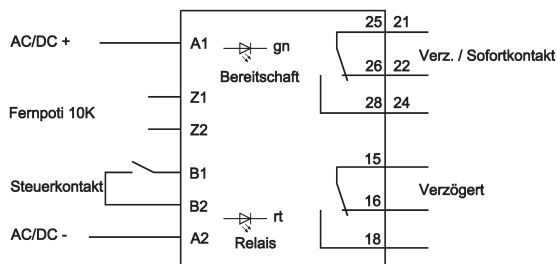 AC/DC +
A1
gn
Bereitschaft
25 21
26 22
28 24
Verz. / Sofortkontakt
Fernpoti 10K
Z1
Z2
Steuerkontakt
B1
B2
15
16
18
Verzögert
AC/DC -
A2
rt
Relais